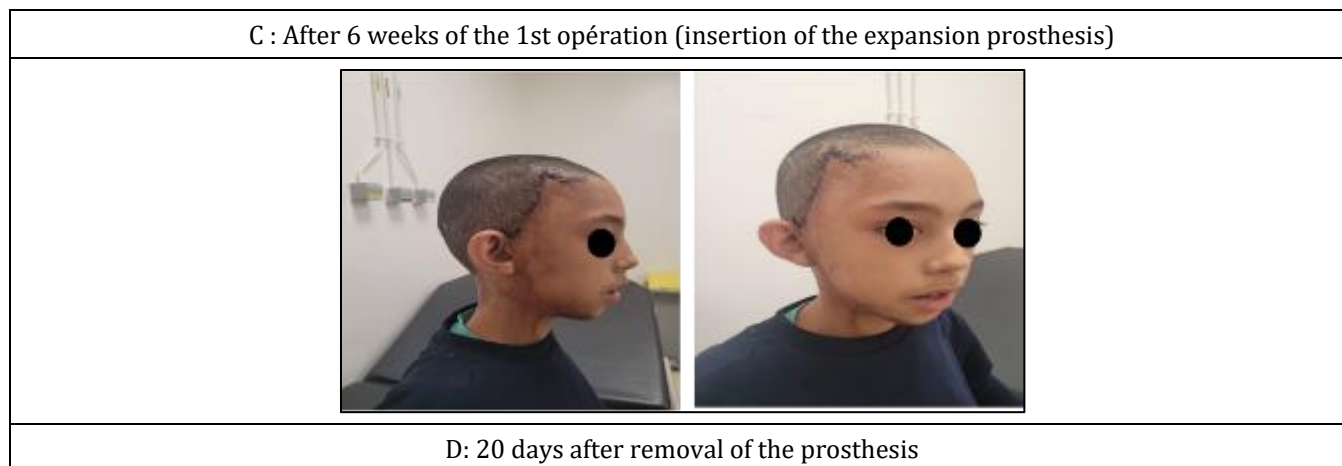 C : After 6 weeks of the 1st opération (insertion of the expansion prosthesis)
D: 20 days after removal of the prosthesis